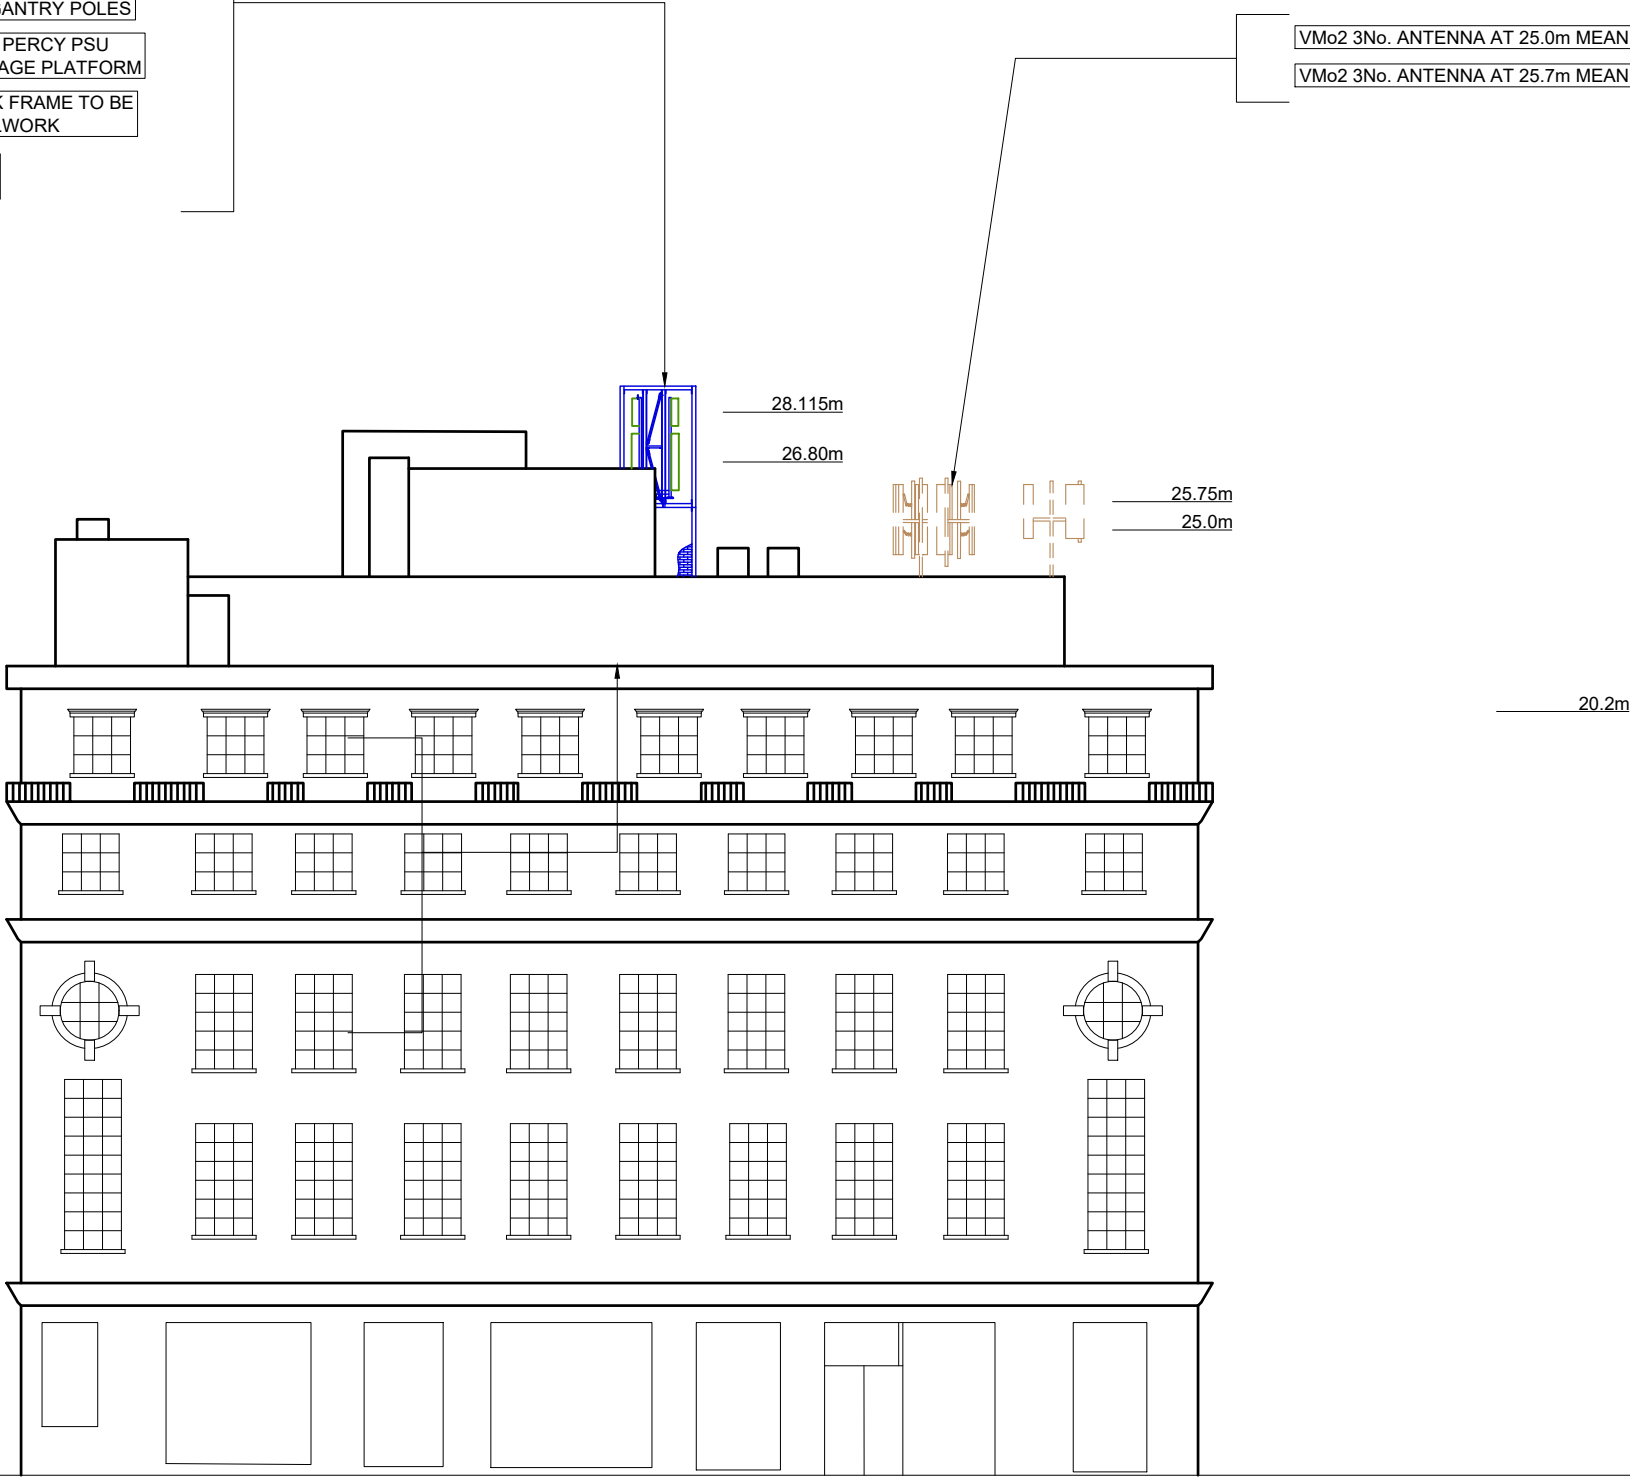 GANTRY POLES
PERCY PSU
AGE PLATFORM
FRAME TO BE
WORK
VMo2 3No. ANTENNA AT 25.0m MEAN
VMo2 3No. ANTENNA AT 25.7m MEAN
28.115m
26.80m
25.75m
25.0m
20.2m